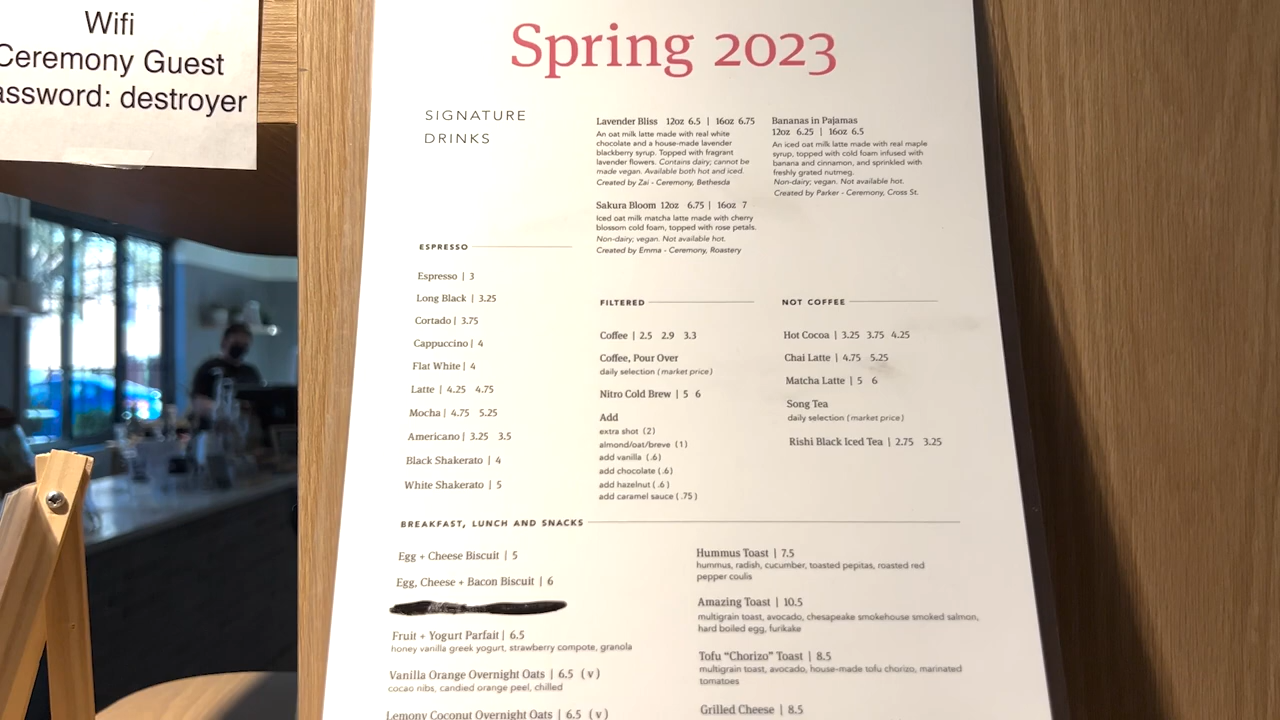 Wifi
Ceremony Guest
assword: destroyer
Spring 2023
SIGNATURE
DRINKS
Lavender Bliss 12oz 6.5 | 16oz 6.75
An oat milk latte made with real white
chocolate and a house-made lavender
blackberry syrup. Topped with fragrant
lavender flowers. Contains dairy; cannot be
made vegan. Available both hot and iced.
Created by Zai - Ceremony, Bethesda
Sakura Bloom 12oz 6.75 | 16oz 7
Iced oat milk matcha latte made with cherry
blossom cold foam, topped with rose petals.
Non-dairy; vegan. Not available hot.
Created by Emma - Ceremony, Roastery
Bananas in Pajamas
12oz 6.25 | 16oz 6.5
An iced oat milk latte made with real maple
syrup, topped with cold foam infused with
banana and cinnamon, and sprinkled with
freshly grated nutmeg.
Non-dairy; vegan. Not available hot.
Created by Parker - Ceremony, Cross St.
ESPRESSO
Espresso | 3
Long Black | 3.25
Cortado | 3.75
Cappuccino | 4
Flat White | 4
Latte | 4.25 4.75
Mocha | 4.75 5.25
Americano | 3.25 3.5
Black Shakerato | 4
White Shakerato | 5
FILTERED
Coffee | 2.5 2.9 3.3
Coffee, Pour Over
daily selection (market price)
Nitro Cold Brew | 5 6
Add
extra shot (2)
almond/oat/breve (1)
add vanilla (.6)
add chocolate (.6)
add hazelnut (.6)
add caramel sauce (.75)
NOT COFFEE
Hot Cocoa | 3.25 3.75 4.25
Chai Latte | 4.75 5.25
Matcha Latte | 5 6
Song Tea
daily selection (market price)
Rishi Black Iced Tea | 2.75 3.25
BREAKFAST, LUNCH AND SNACKS
Egg + Cheese Biscuit | 5
Egg, Cheese + Bacon Biscuit | 6
Fruit + Yogurt Parfait | 6.5
honey vanilla greek yogurt, strawberry compote, granola
Vanilla Orange Overnight Oats | 6.5 (v)
cocao nibs, candied orange peel, chilled
Lemony Coconut Overnight Oats | 6.5 (v)
Hummus Toast | 7.5
hummus, radish, cucumber, toasted pepitas, roasted red
pepper coulis
Amazing Toast | 10.5
multigrain toast, avocado, chesapeake smokehouse smoked salmon,
hard boiled egg, furikake
Tofu “Chorizo” Toast | 8.5
multigrain toast, avocado, house-made tofu chorizo, marinated
tomatoes
Grilled Cheese | 8.5